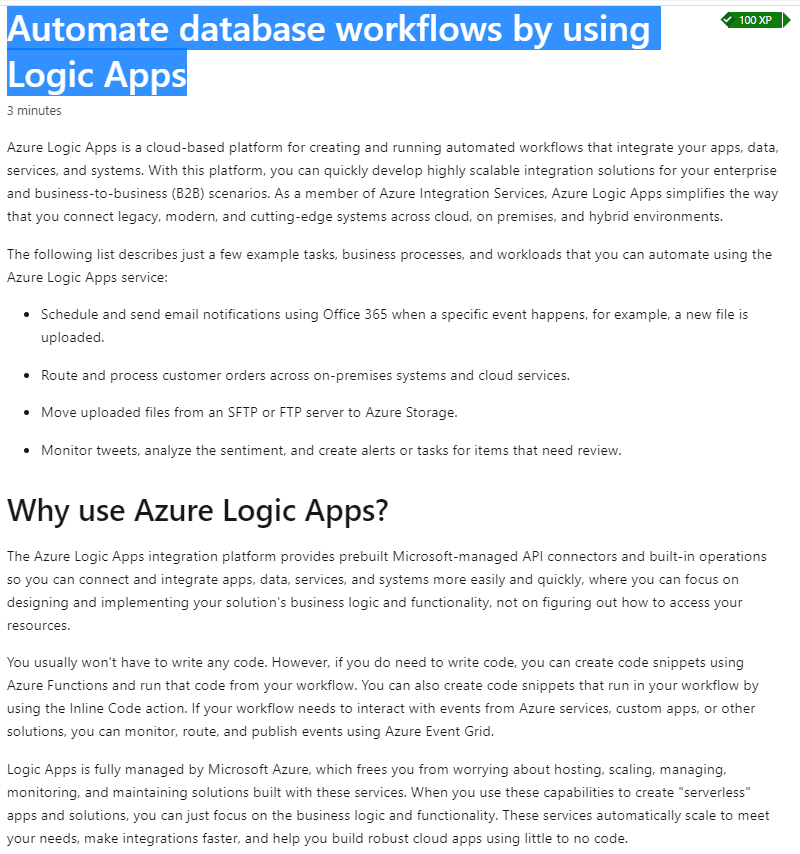 Automate database workflows by using
100 XP
Logic Apps
3 minutes
Azure Logic Apps is a cloud-based platform for creating and running automated workflows that integrate your apps, data,
services, and systems. With this platform, you can quickly develop highly scalable integration solutions for your enterprise
and business-to-business (B2B) scenarios. As a member of Azure Integration Services, Azure Logic Apps simplifies the way
that you connect legacy, modern, and cutting-edge systems across cloud, on premises, and hybrid environments.
The following list describes just a few example tasks, business processes, and workloads that you can automate using the
Azure Logic Apps service:
• Schedule and send email notifications using Office 365 when a specific event happens, for example, a new file is
uploaded.
• Route and process customer orders across on-premises systems and cloud services.
• Move uploaded files from an SFTP or FTP server to Azure Storage.
• Monitor tweets, analyze the sentiment, and create alerts or tasks for items that need review.
Why use Azure Logic Apps?
The Azure Logic Apps integration platform provides prebuilt Microsoft-managed API connectors and built-in operations
so you can connect and integrate apps, data, services, and systems more easily and quickly, where you can focus on
designing and implementing your solution's business logic and functionality, not on figuring out how to access your
resources.
You usually won't have to write any code. However, if you do need to write code, you can create code snippets using
Azure Functions and run that code from your workflow. You can also create code snippets that run in your workflow by
using the Inline Code action. If your workflow needs to interact with events from Azure services, custom apps, or other
solutions, you can monitor, route, and publish events using Azure Event Grid.
Logic Apps is fully managed by Microsoft Azure, which frees you from worrying about hosting, scaling, managing,
monitoring, and maintaining solutions built with these services. When you use these capabilities to create "serverless"
apps and solutions, you can just focus on the business logic and functionality. These services automatically scale to meet
your needs, make integrations faster, and help you build robust cloud apps using little to no code.